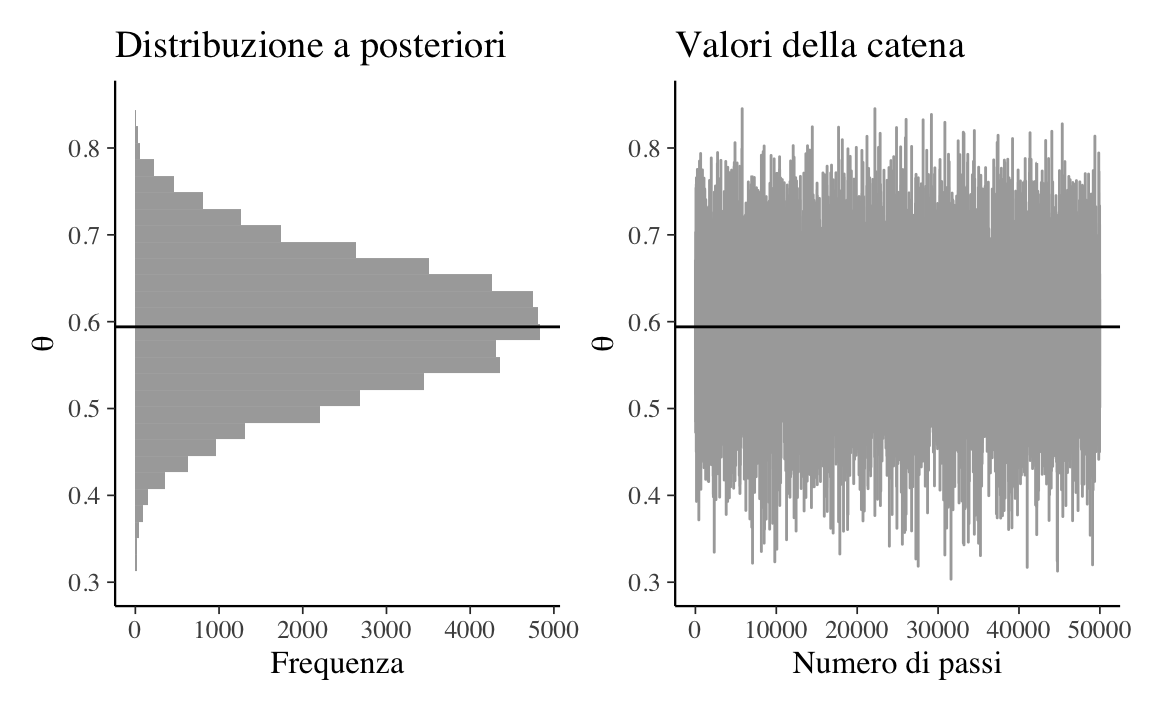 Distribuzione a posteriori
Valori della catena
θ
0.8
0.7
0.6
0.5
0.4
0.3
0 1000 2000 3000 4000 5000
Frequenza
θ
0.8
0.7
0.6
0.5
0.4
0.3
0 10000 20000 30000 40000 50000
Numero di passi